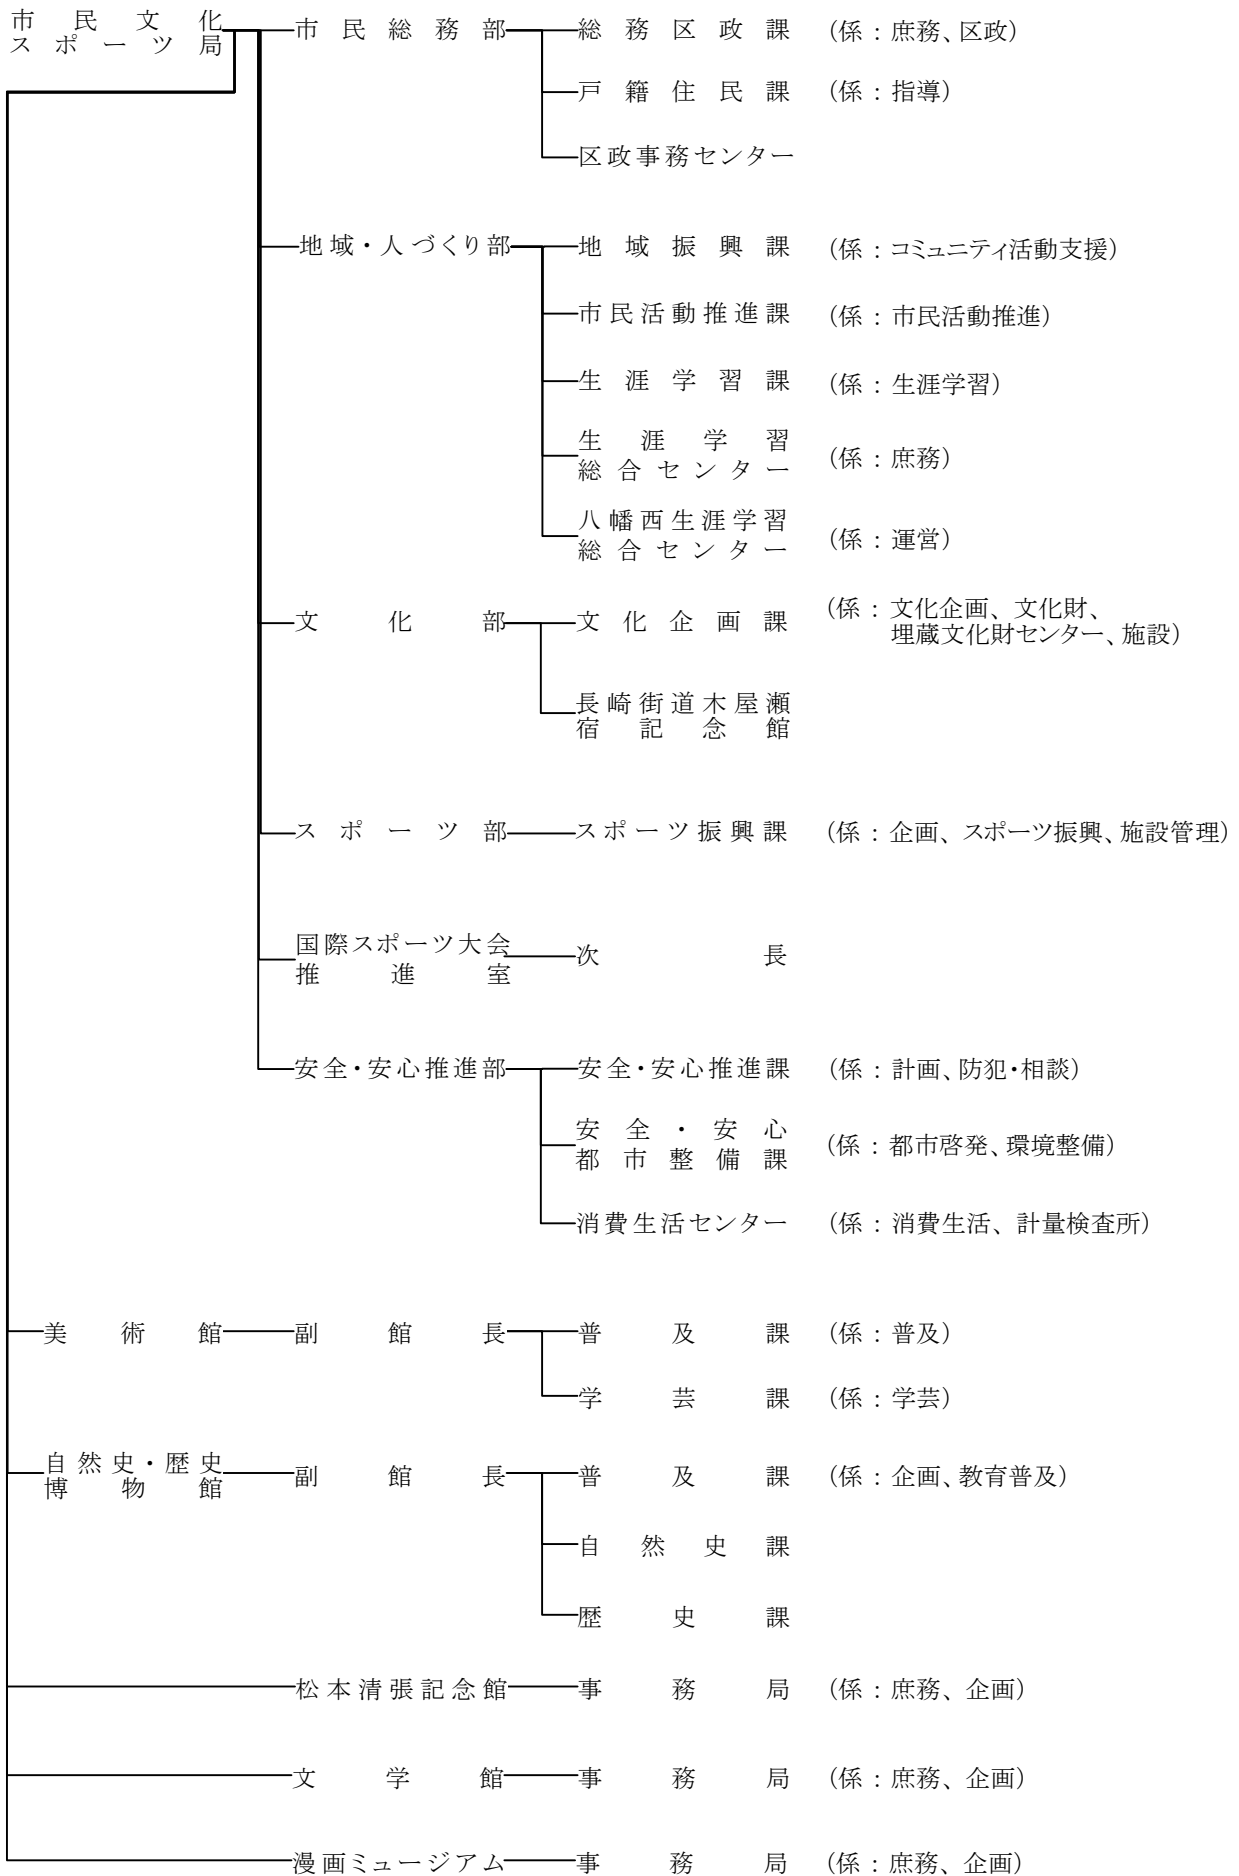 市民文化
スポーツ局
市民総務部 総務区政課 (係：庶務、区政)
戸籍住民課 (係：指導)
区政事務センター
地域・人づくり部 地域振興課 (係：コミュニティ活動支援)
市民活動推進課 (係：市民活動推進)
生涯学習課 (係：生涯学習)
生涯学習
総合センター (係：庶務)
八幡西生涯学習
総合センター (係：運営)
文化部 文化企画課 (係：文化企画、文化財、
埋蔵文化財センター、施設)
長崎街道木屋瀬
宿記念館
スポーツ部 スポーツ振興課 (係：企画、スポーツ振興、施設管理)
国際スポーツ大会
推進室 次長
安全・安心推進部 安全・安心推進課 (係：計画、防犯・相談)
安全・安心
都市整備課 (係：都市啓発、環境整備)
消費生活センター (係：消費生活、計量検査所)
美術館 副館長 普及課 (係：普及)
学芸課 (係：学芸)
自然史・歴史
博物館 副館長 普及課 (係：企画、教育普及)
自然史課
歴史課
松本清張記念館 事務局 (係：庶務、企画)
文学館 事務局 (係：庶務、企画)
漫画ミュージアム 事務局 (係：庶務、企画)